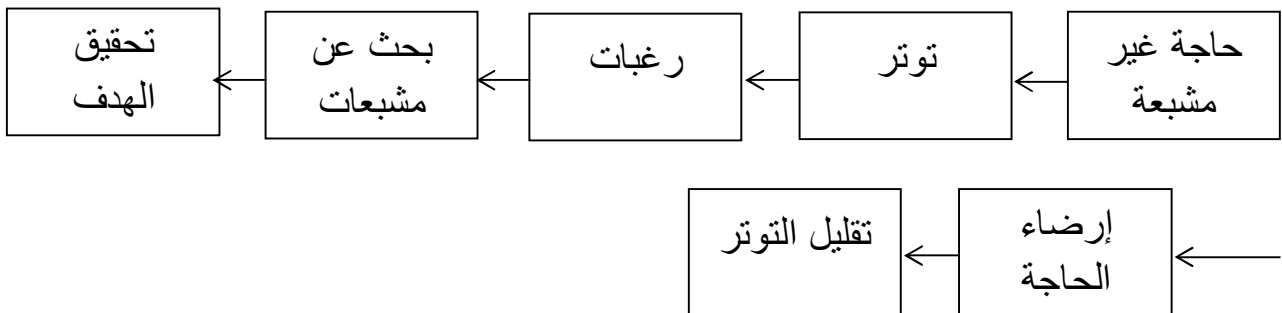 حاجة غير
مشبعة
توتر
رغبات
بحث عن
مشبعات
تحقيق
الهدف
إرضاء
الحاجة
تقليل التوتر